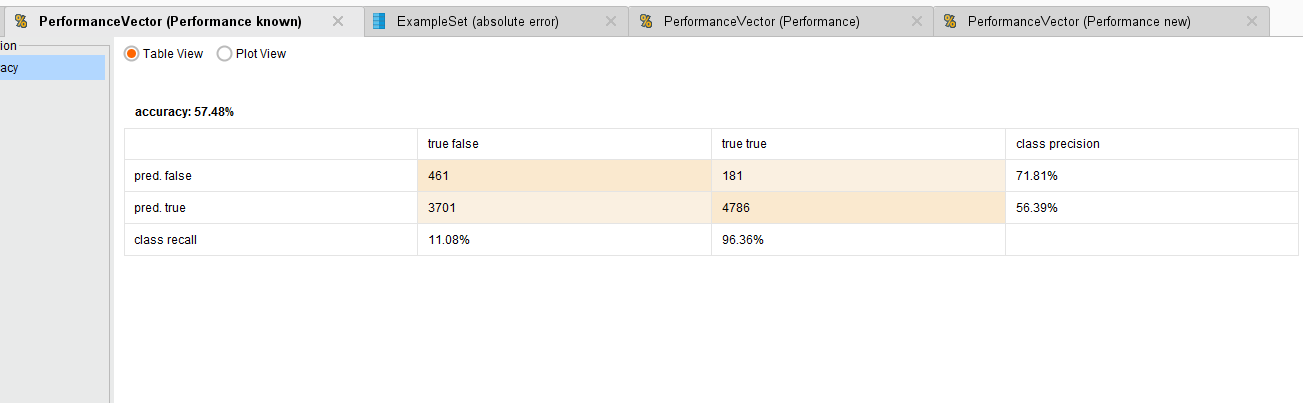 PerformanceVector (Performance known) ExampleSet (absolute error) PerformanceVector (Performance) PerformanceVector (Performance new)
Table View Plot View
accuracy: 57.48%
true false true true class precision
pred. false 461 181 71.81%
pred. true 3701 4786 56.39%
class recall 11.08% 96.36%